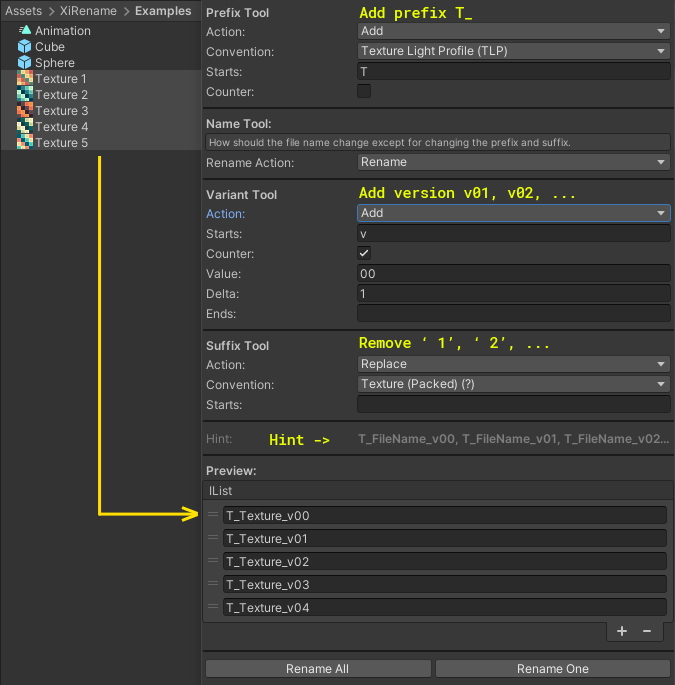 Assets > XiRename > Examples
Animation
Cube
Sphere
Texture 1
Texture 2
Texture 3
Texture 4
Texture 5
Prefix Tool Add prefix T_
Action: Add
Convention: Texture Light Profile (TLP)
Starts: T
Counter:
Name Tool:
How should the file name change except for changing the prefix and suffix.
Rename Action: Rename
Variant Tool Add version v01, v02, ...
Action: Add
Starts: v
Counter: ✓
Value: 00
Delta: 1
Ends:
Suffix Tool Remove ‘ 1’, ‘ 2’, ...
Action: Replace
Convention: Texture (Packed) (?)
Starts:
Hint: Hint -> T_FileName_v00, T_FileName_v01, T_FileName_v02...
Preview:
IList
T_Texture_v00
T_Texture_v01
T_Texture_v02
T_Texture_v03
T_Texture_v04
+ −
Rename All Rename One